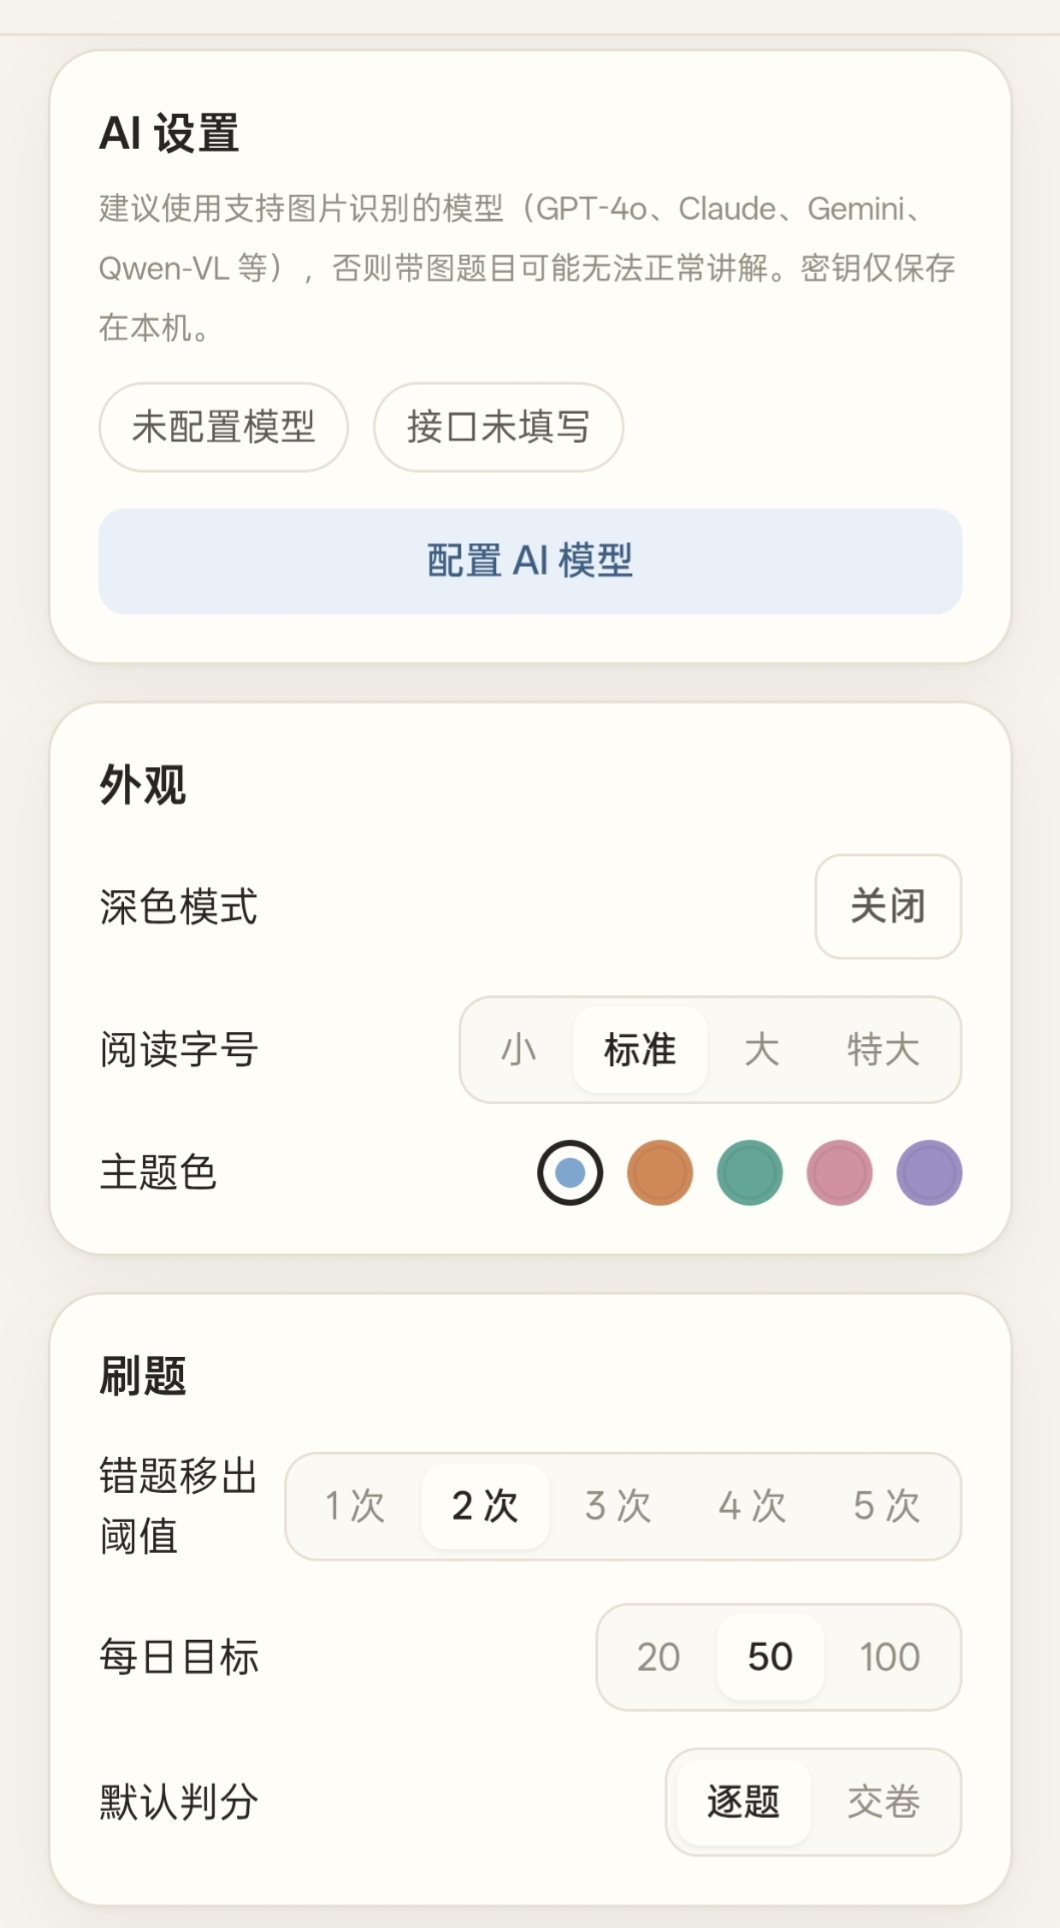 AI 设置
建议使用支持图片识别的模型（GPT-4o、Claude、Gemini、
Qwen-VL 等），否则带图题目可能无法正常讲解。密钥仅保存
在本机。
未配置模型 接口未填写
配置 AI 模型
外观
深色模式 关闭
阅读字号 小 标准 大 特大
主题色
刷题
错题移出
阈值
1 次 2 次 3 次 4 次 5 次
每日目标 20 50 100
默认判分 逐题 交卷